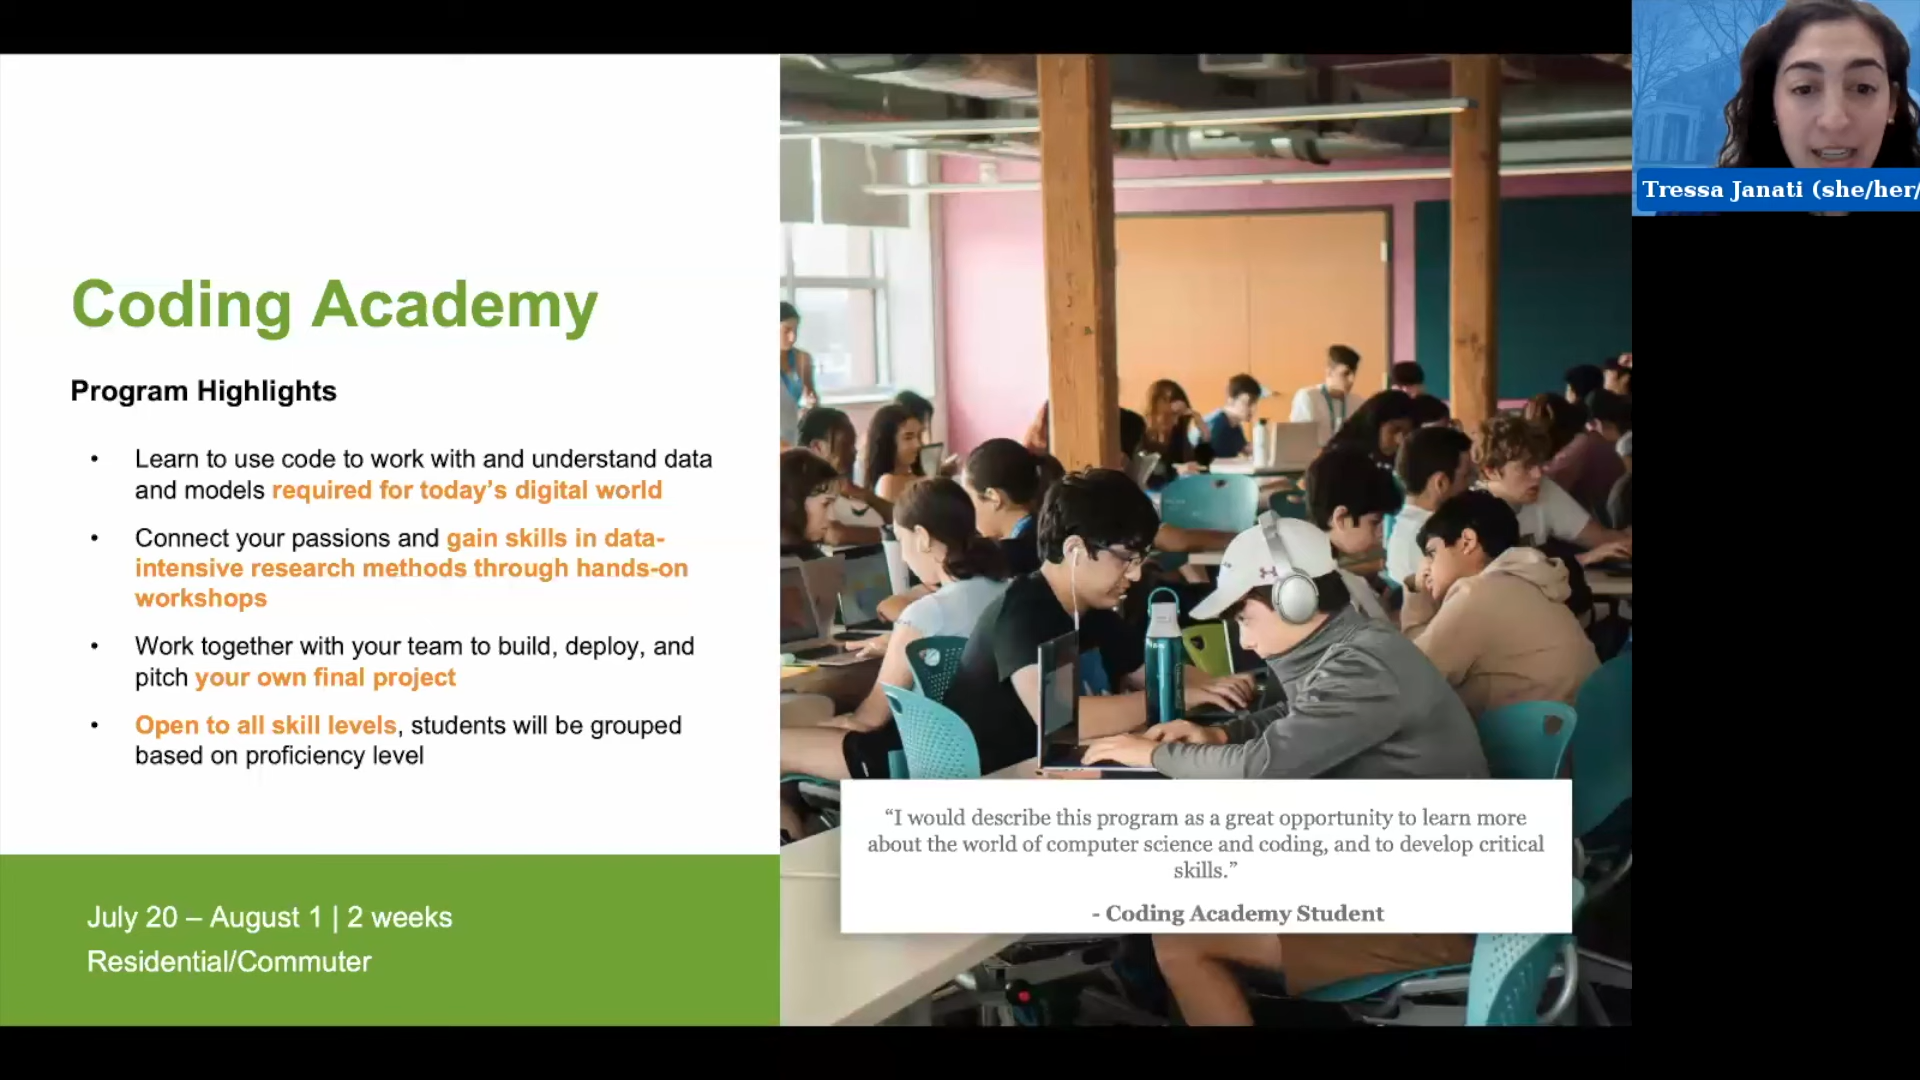 Coding Academy
Program Highlights
• Learn to use code to work with and understand data
and models required for today’s digital world
• Connect your passions and gain skills in data-
intensive research methods through hands-on
workshops
• Work together with your team to build, deploy, and
pitch your own final project
• Open to all skill levels, students will be grouped
based on proficiency level
July 20 – August 1 | 2 weeks
Residential/Commuter
“I would describe this program as a great opportunity to learn more
about the world of computer science and coding, and to develop critical
skills.”
- Coding Academy Student
Tressa Janati (she/her/